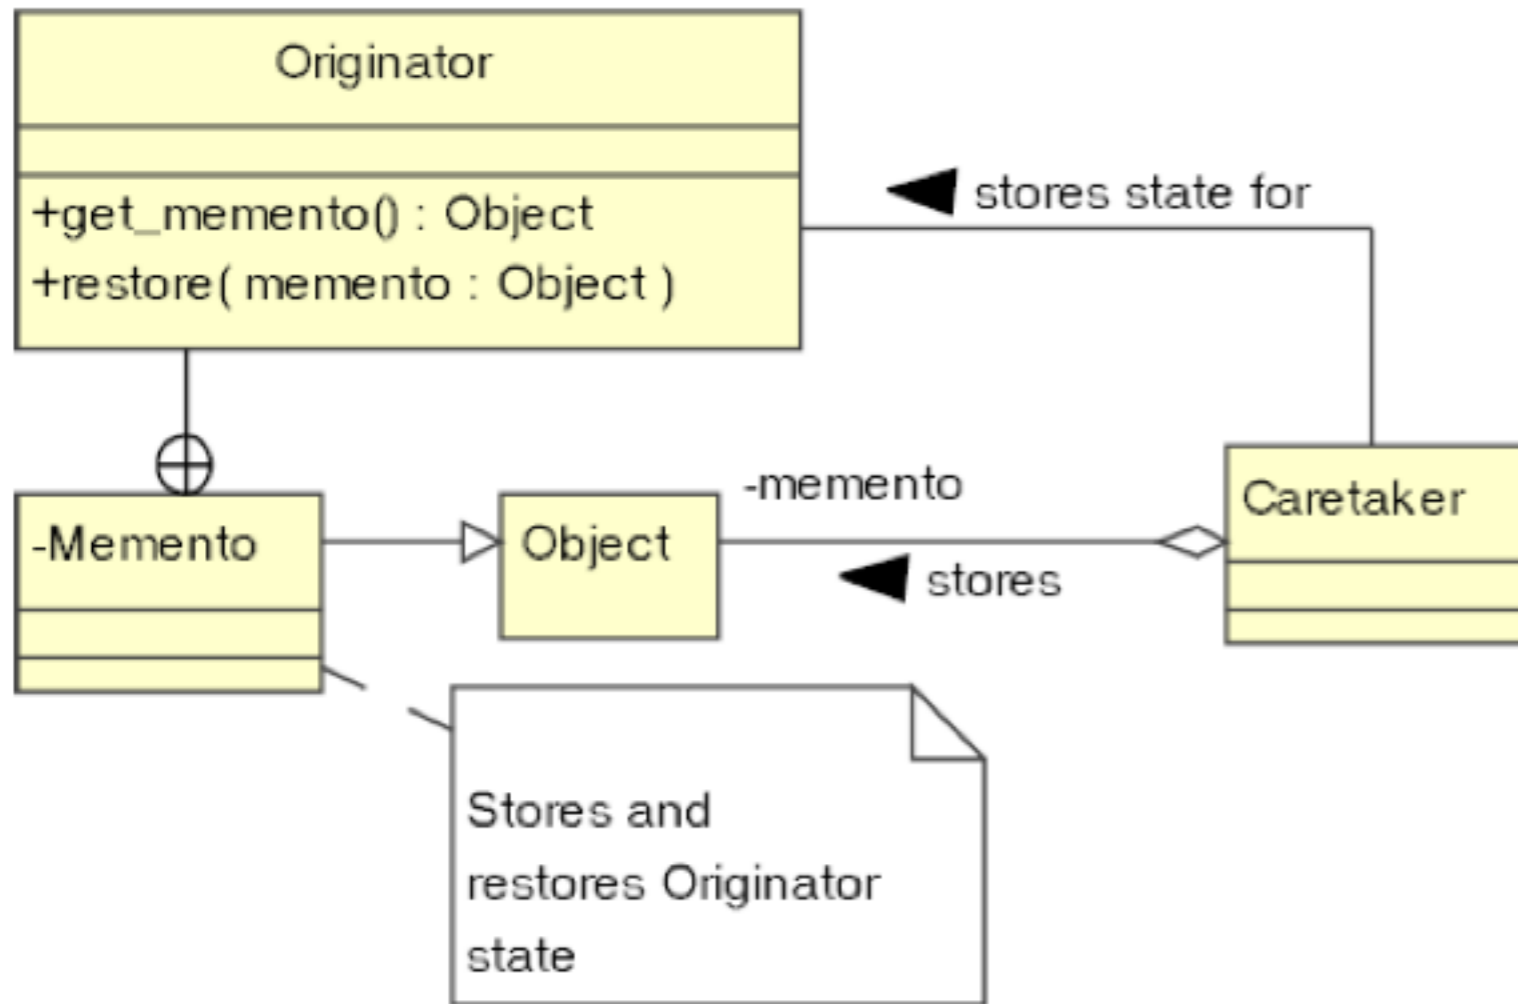 Originator
+get_memento() : Object
+restore( memento : Object )
stores state for
-Memento
Object
-memento
stores
Caretaker
Stores and
restores Originator
state